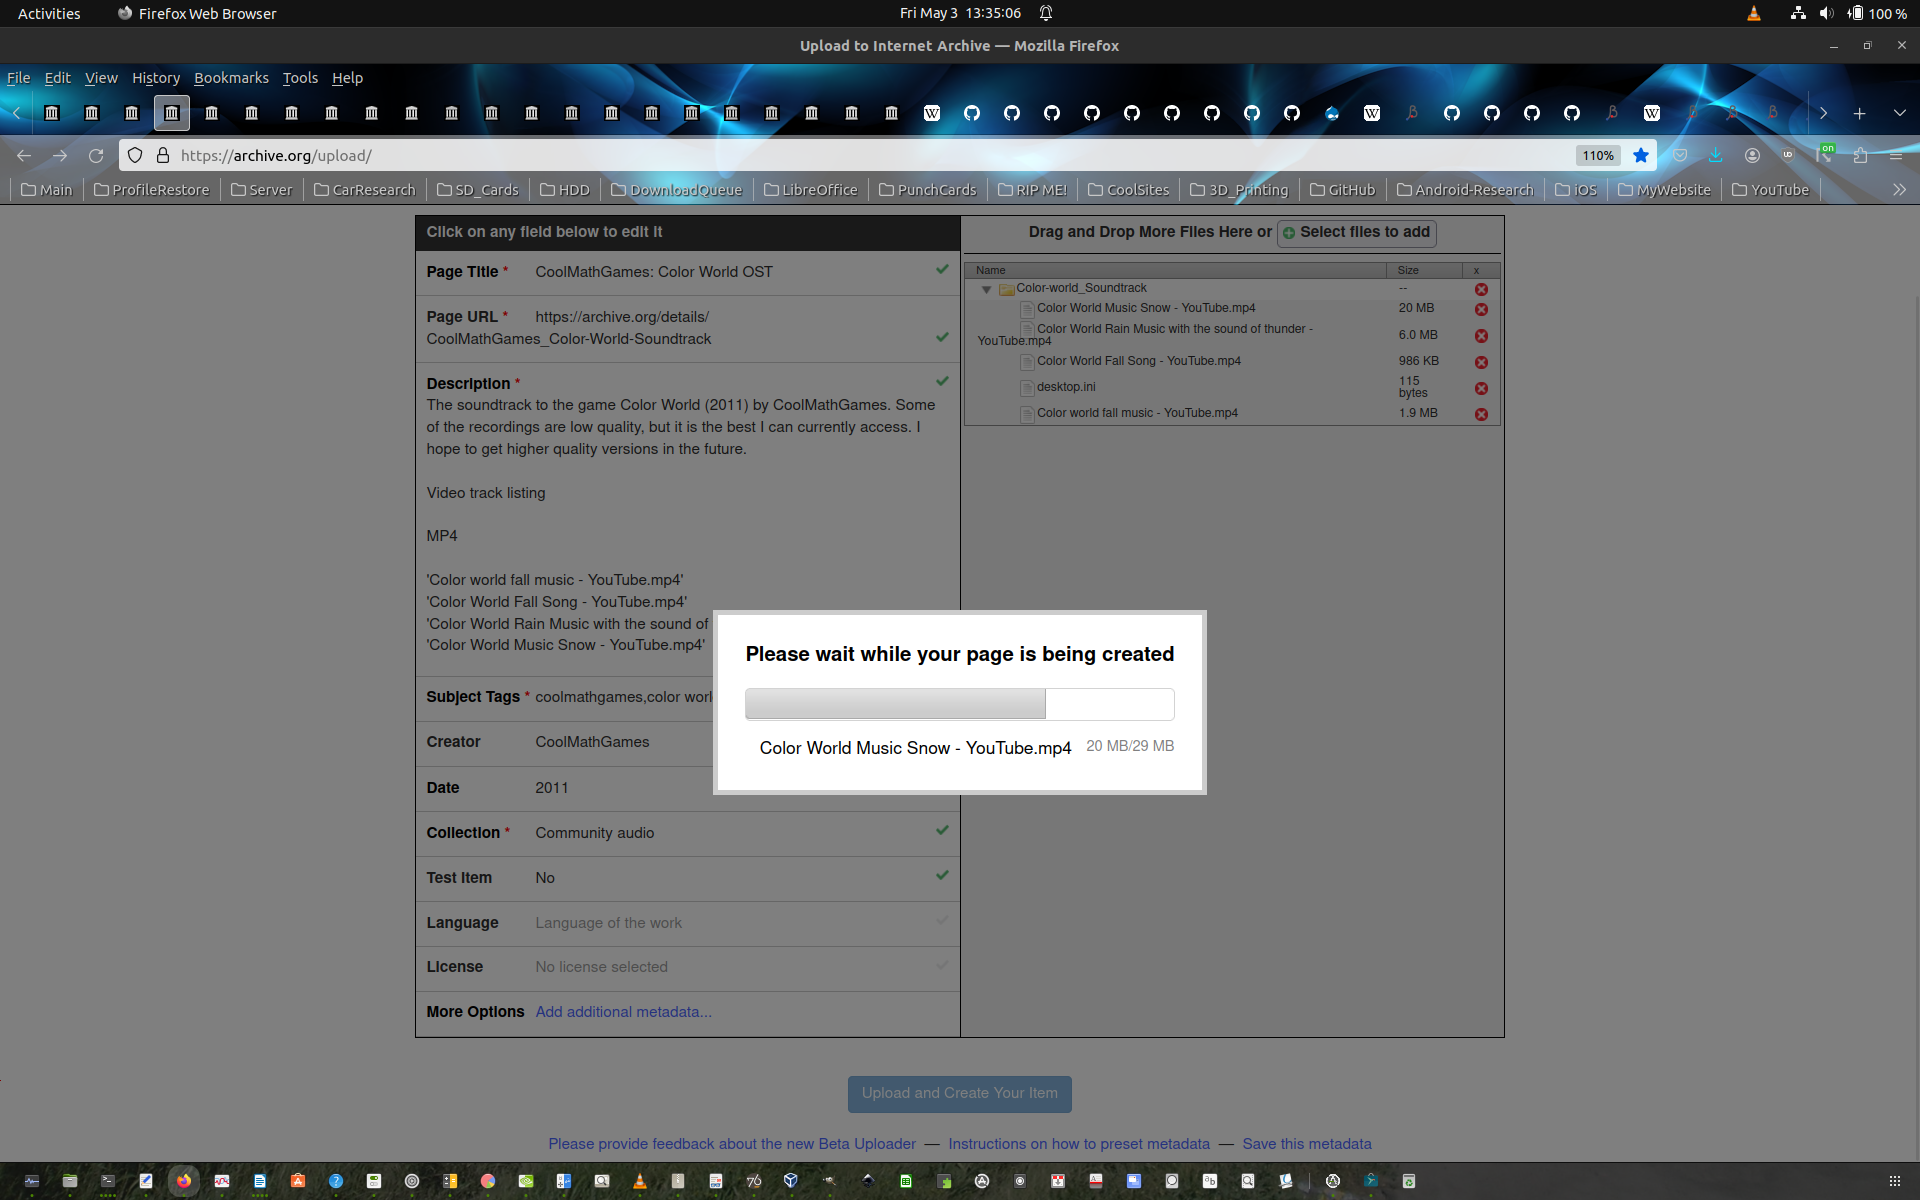 Activities
Firefox Web Browser
Fri May 3 13:35:06
100 %
Upload to Internet Archive — Mozilla Firefox
File Edit View History Bookmarks Tools Help
https://archive.org/upload/
110%
on
Main ProfileRestore Server CarResearch SD_Cards HDD DownloadQueue LibreOffice PunchCards RIP ME! CoolSites 3D_Printing GitHub Android-Research iOS MyWebsite YouTube
Click on any field below to edit it
Page Title * CoolMathGames: Color World OST
Page URL * https://archive.org/details/
CoolMathGames_Color-World-Soundtrack
Description *
The soundtrack to the game Color World (2011) by CoolMathGames. Some
of the recordings are low quality, but it is the best I can currently access. I
hope to get higher quality versions in the future.
Video track listing
MP4
'Color world fall music - YouTube.mp4'
'Color World Fall Song - YouTube.mp4'
'Color World Rain Music with the sound of
'Color World Music Snow - YouTube.mp4'
Subject Tags * coolmathgames,color worl
Creator CoolMathGames
Date 2011
Collection * Community audio
Test Item No
Language Language of the work
License No license selected
More Options Add additional metadata...
Drag and Drop More Files Here or Select files to add
Name Size x
Color-world_Soundtrack --
Color World Music Snow - YouTube.mp4 20 MB
Color World Rain Music with the sound of thunder -
YouTube.mp4 6.0 MB
Color World Fall Song - YouTube.mp4 986 KB
desktop.ini 115
bytes
Color world fall music - YouTube.mp4 1.9 MB
Please wait while your page is being created
Color World Music Snow - YouTube.mp4 20 MB/29 MB
Upload and Create Your Item
Please provide feedback about the new Beta Uploader — Instructions on how to preset metadata — Save this metadata